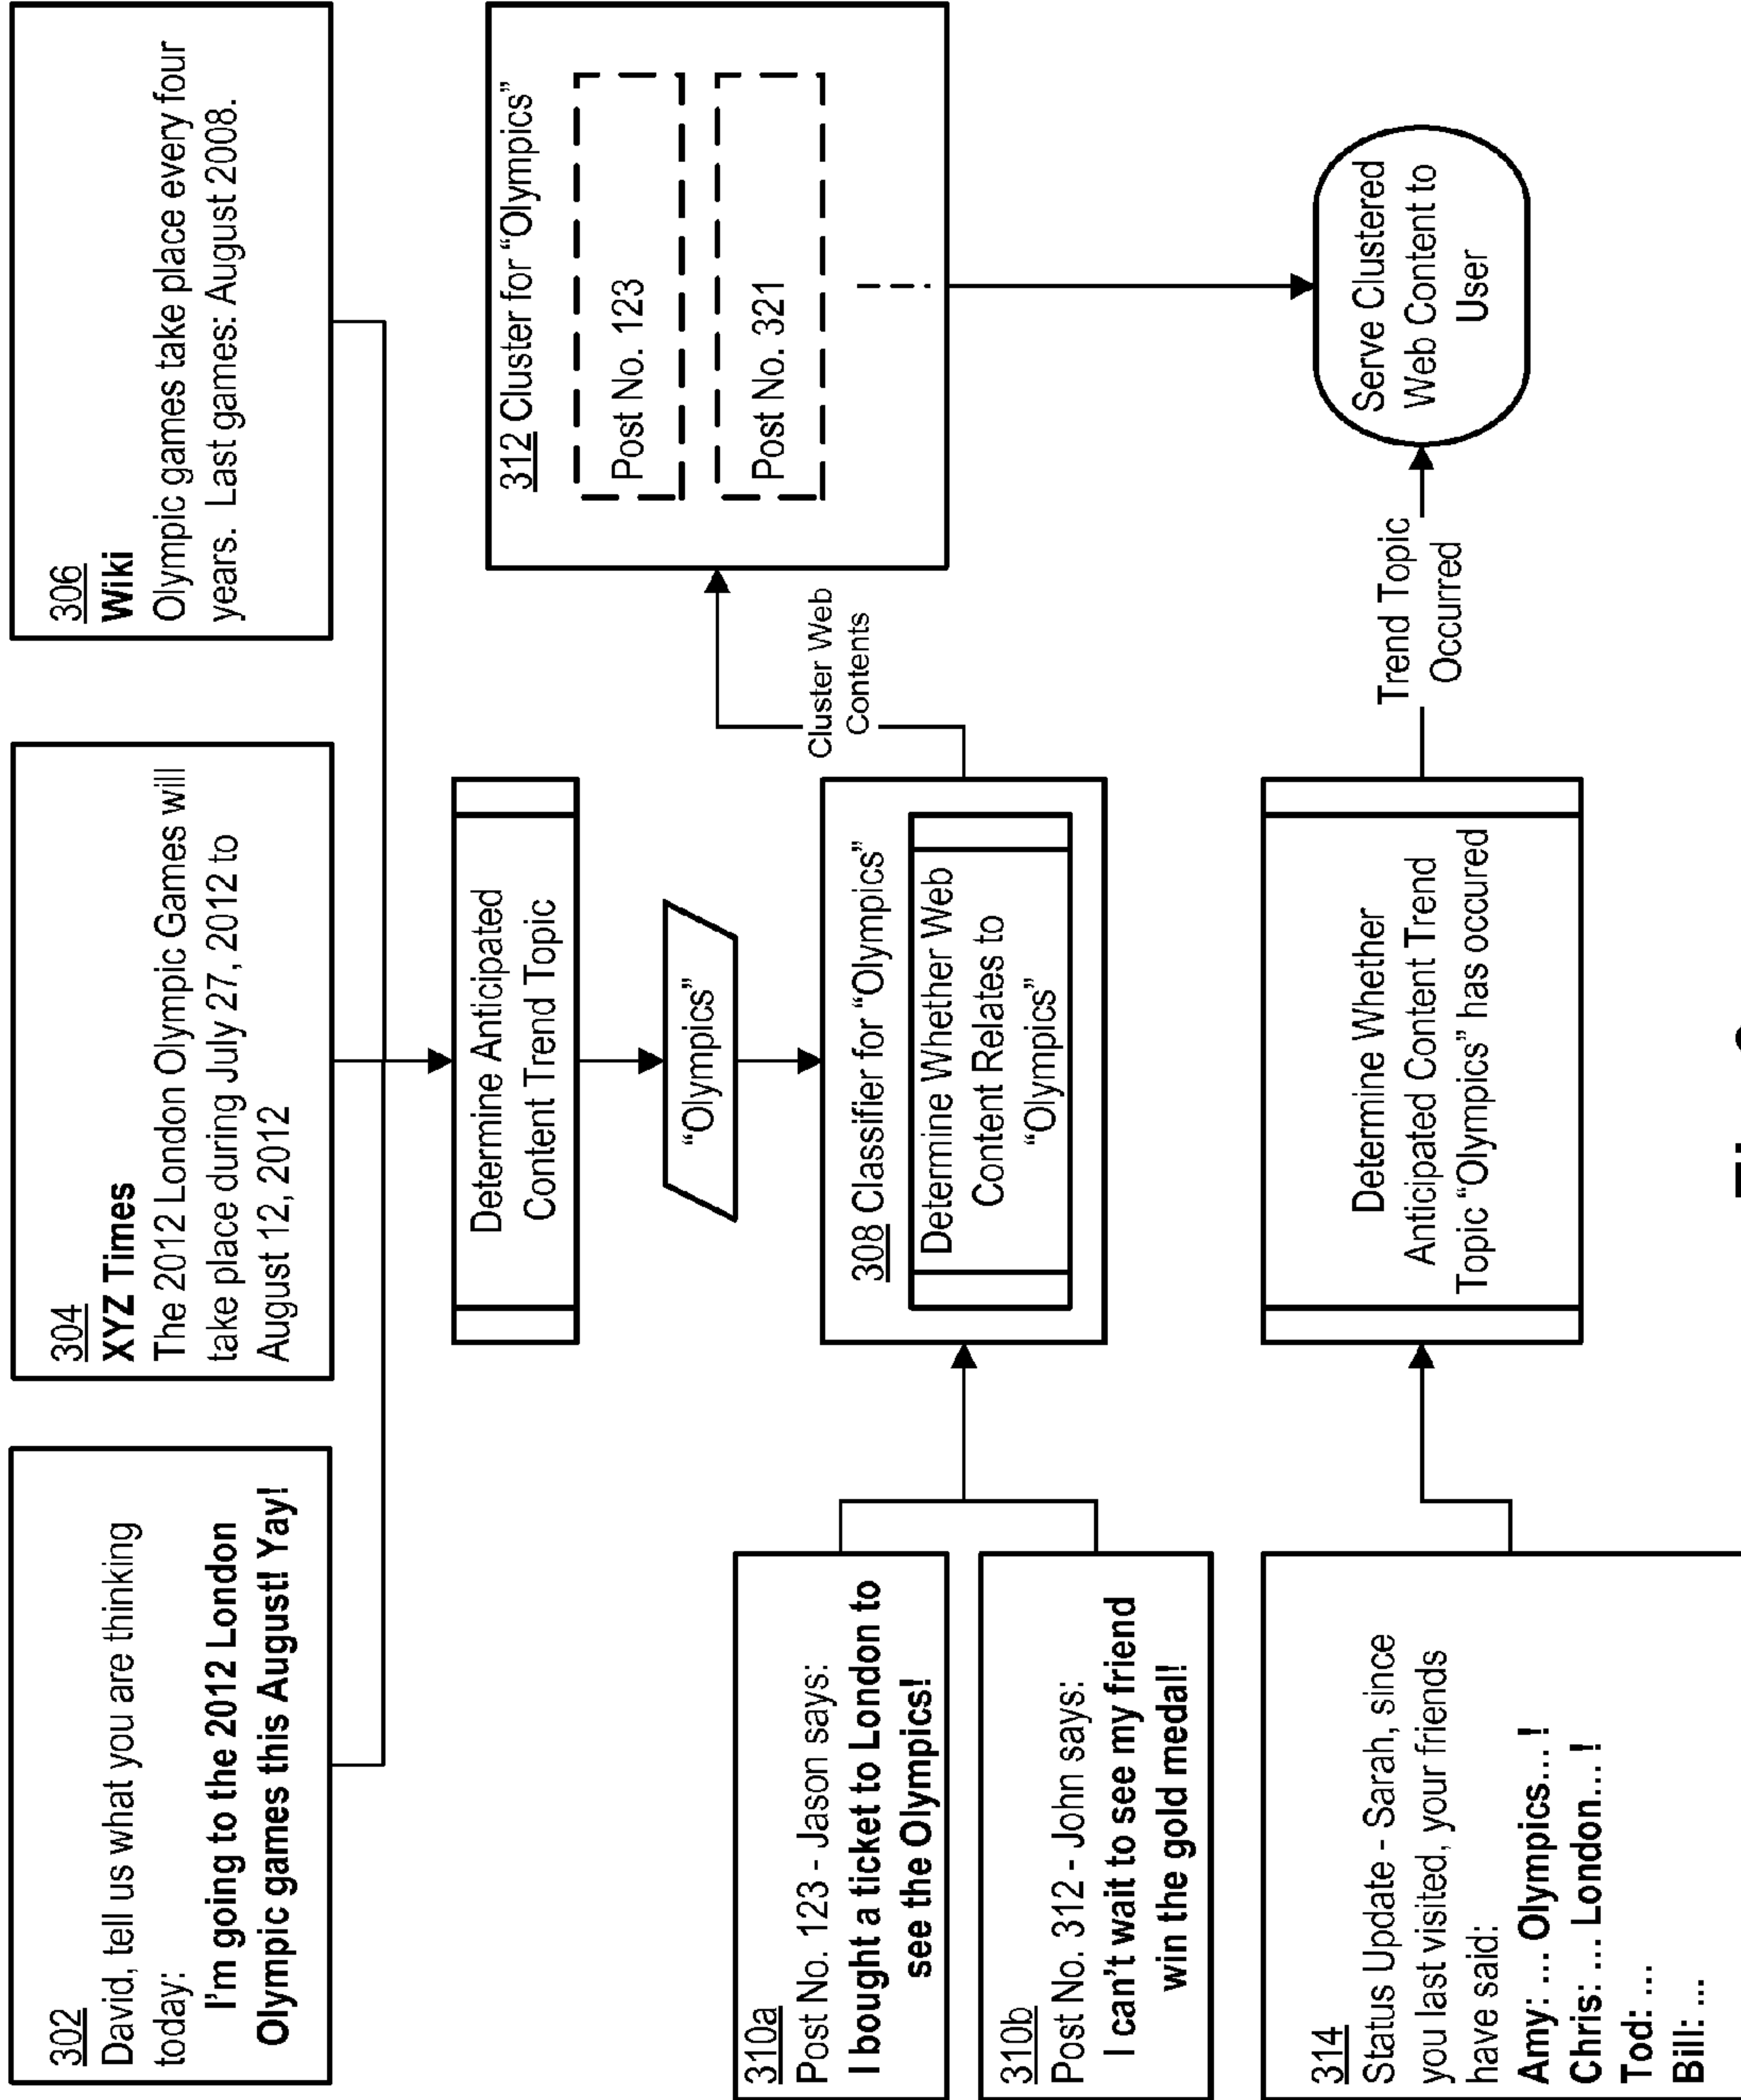 302
David, tell us what you are thinking
today:
I'm going to the 2012 London
Olympic games this August! Yay!
304
XYZ Times
The 2012 London Olympic Games will
take place during July 27, 2012 to
August 12, 2012
306
Wiki
Olympic games take place every four
years. Last games: August 2008.
Determine Anticipated
Content Trend Topic
“Olympics”
310a
Post No. 123 - Jason says:
I bought a ticket to London to
see the Olympics!
310b
Post No. 312 - John says:
I can't wait to see my friend
win the gold medal!
308 Classifier for “Olympics”
Determine Whether Web
Content Relates to
“Olympics”
Cluster Web
Contents
312 Cluster for “Olympics”
Post No. 123
Post No. 321
314
Status Update - Sarah, since
you last visited, your friends
have said:
Amy: ... Olympics... !
Chris: ... London... !
Tod: ...
Bill: ...
Determine Whether
Anticipated Content Trend
Topic “Olympics” has occured
Trend Topic
Occurred
Serve Clustered
Web Content to
User